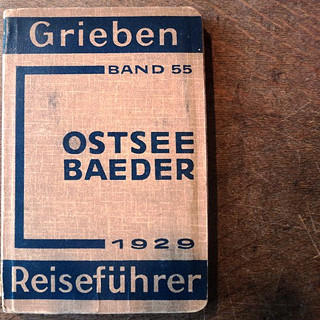 Grieben
BAND 55
OSTSEE
BAEDER
1929
Reiseführer